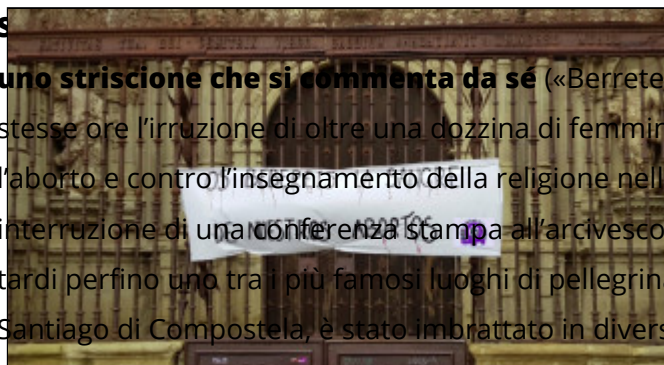 uno striscione che si commenta da sé («Berrete
stesse ore l’irruzione di oltre una dozzina di femmin
l’aborto e contro l’insegnamento della religione nell
interruzione di una conferenza stampa all’arcivesco
ABORTOS
tardi perfino uno tra i più famosi luoghi di pellegrina
Santiago di Compostela, è stato imbrattato in divers